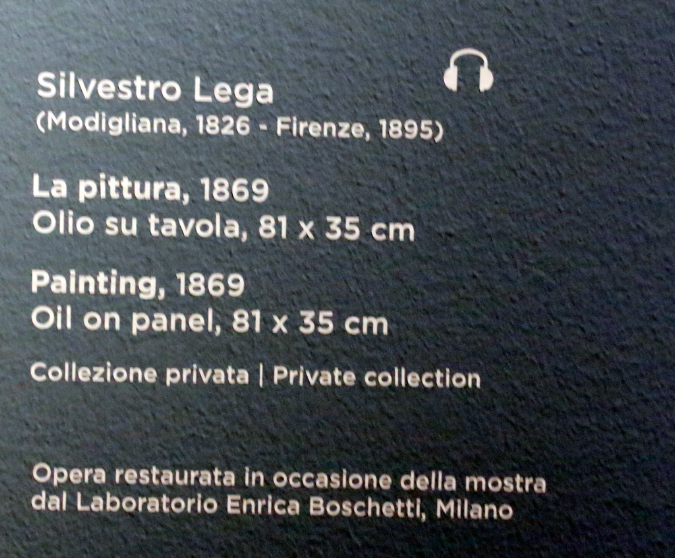 Silvestro Lega
(Modigliana, 1826 - Firenze, 1895)
La pittura, 1869
Olio su tavola, 81 x 35 cm
Painting, 1869
Oil on panel, 81 x 35 cm
Collezione privata | Private collection
Opera restaurata in occasione della mostra
dal Laboratorio Enrica Boschetti, Milano